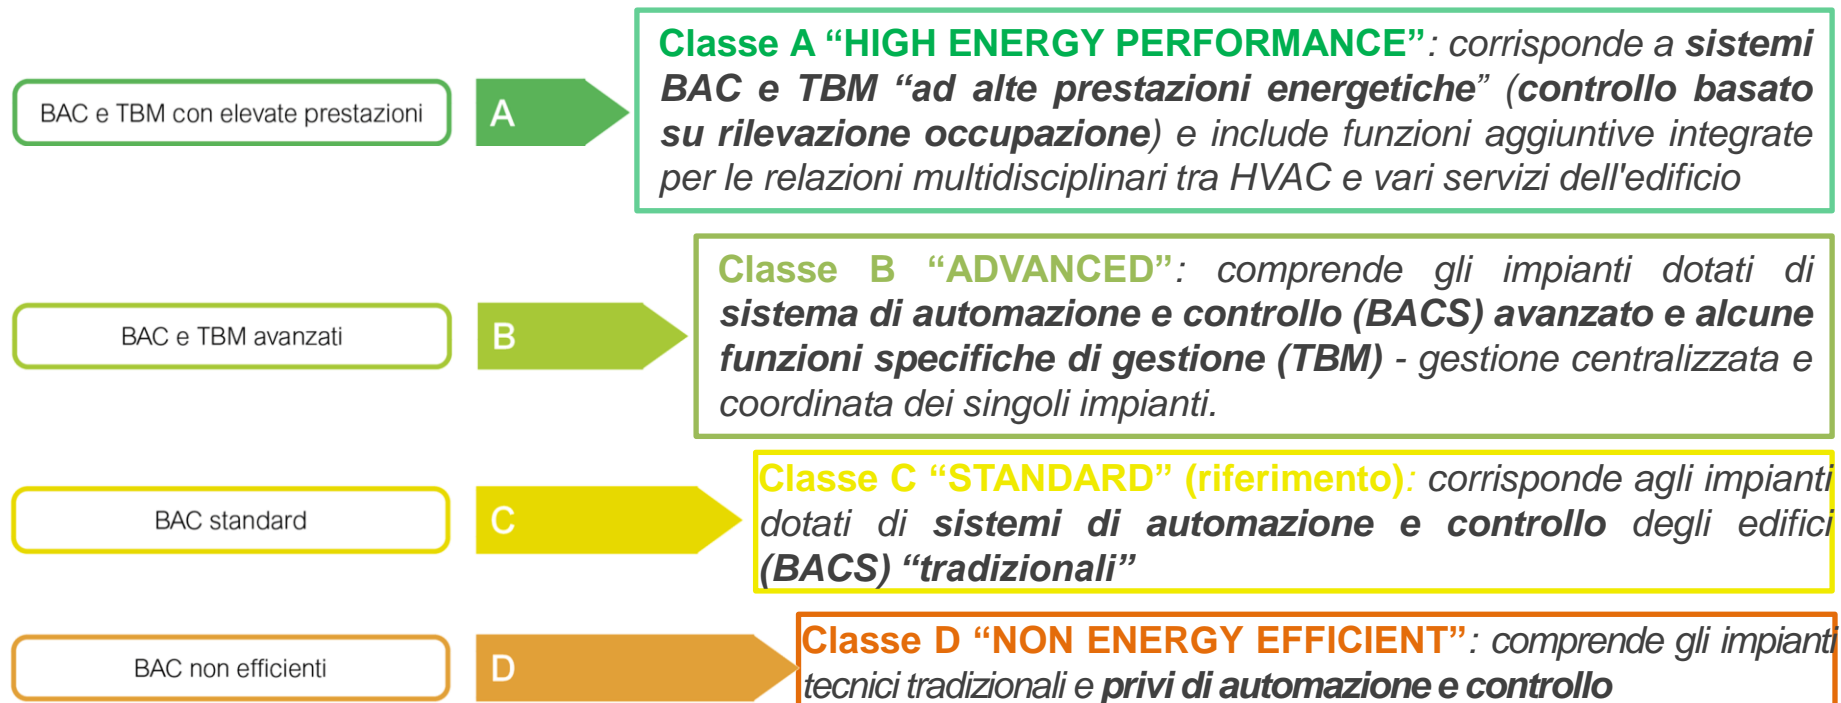 BAC e TBM con elevate prestazioni
A
Classe A “HIGH ENERGY PERFORMANCE”: corrisponde a sistemi
BAC e TBM “ad alte prestazioni energetiche” (controllo basato
su rilevazione occupazione) e include funzioni aggiuntive integrate
per le relazioni multidisciplinari tra HVAC e vari servizi dell'edificio
BAC e TBM avanzati
B
Classe B “ADVANCED”: comprende gli impianti dotati di
sistema di automazione e controllo (BACS) avanzato e alcune
funzioni specifiche di gestione (TBM) - gestione centralizzata e
coordinata dei singoli impianti.
BAC standard
C
Classe C “STANDARD” (riferimento): corrisponde agli impianti
dotati di sistemi di automazione e controllo degli edifici
(BACS) “tradizionali”
BAC non efficienti
D
Classe D “NON ENERGY EFFICIENT”: comprende gli impianti
tecnici tradizionali e privi di automazione e controllo